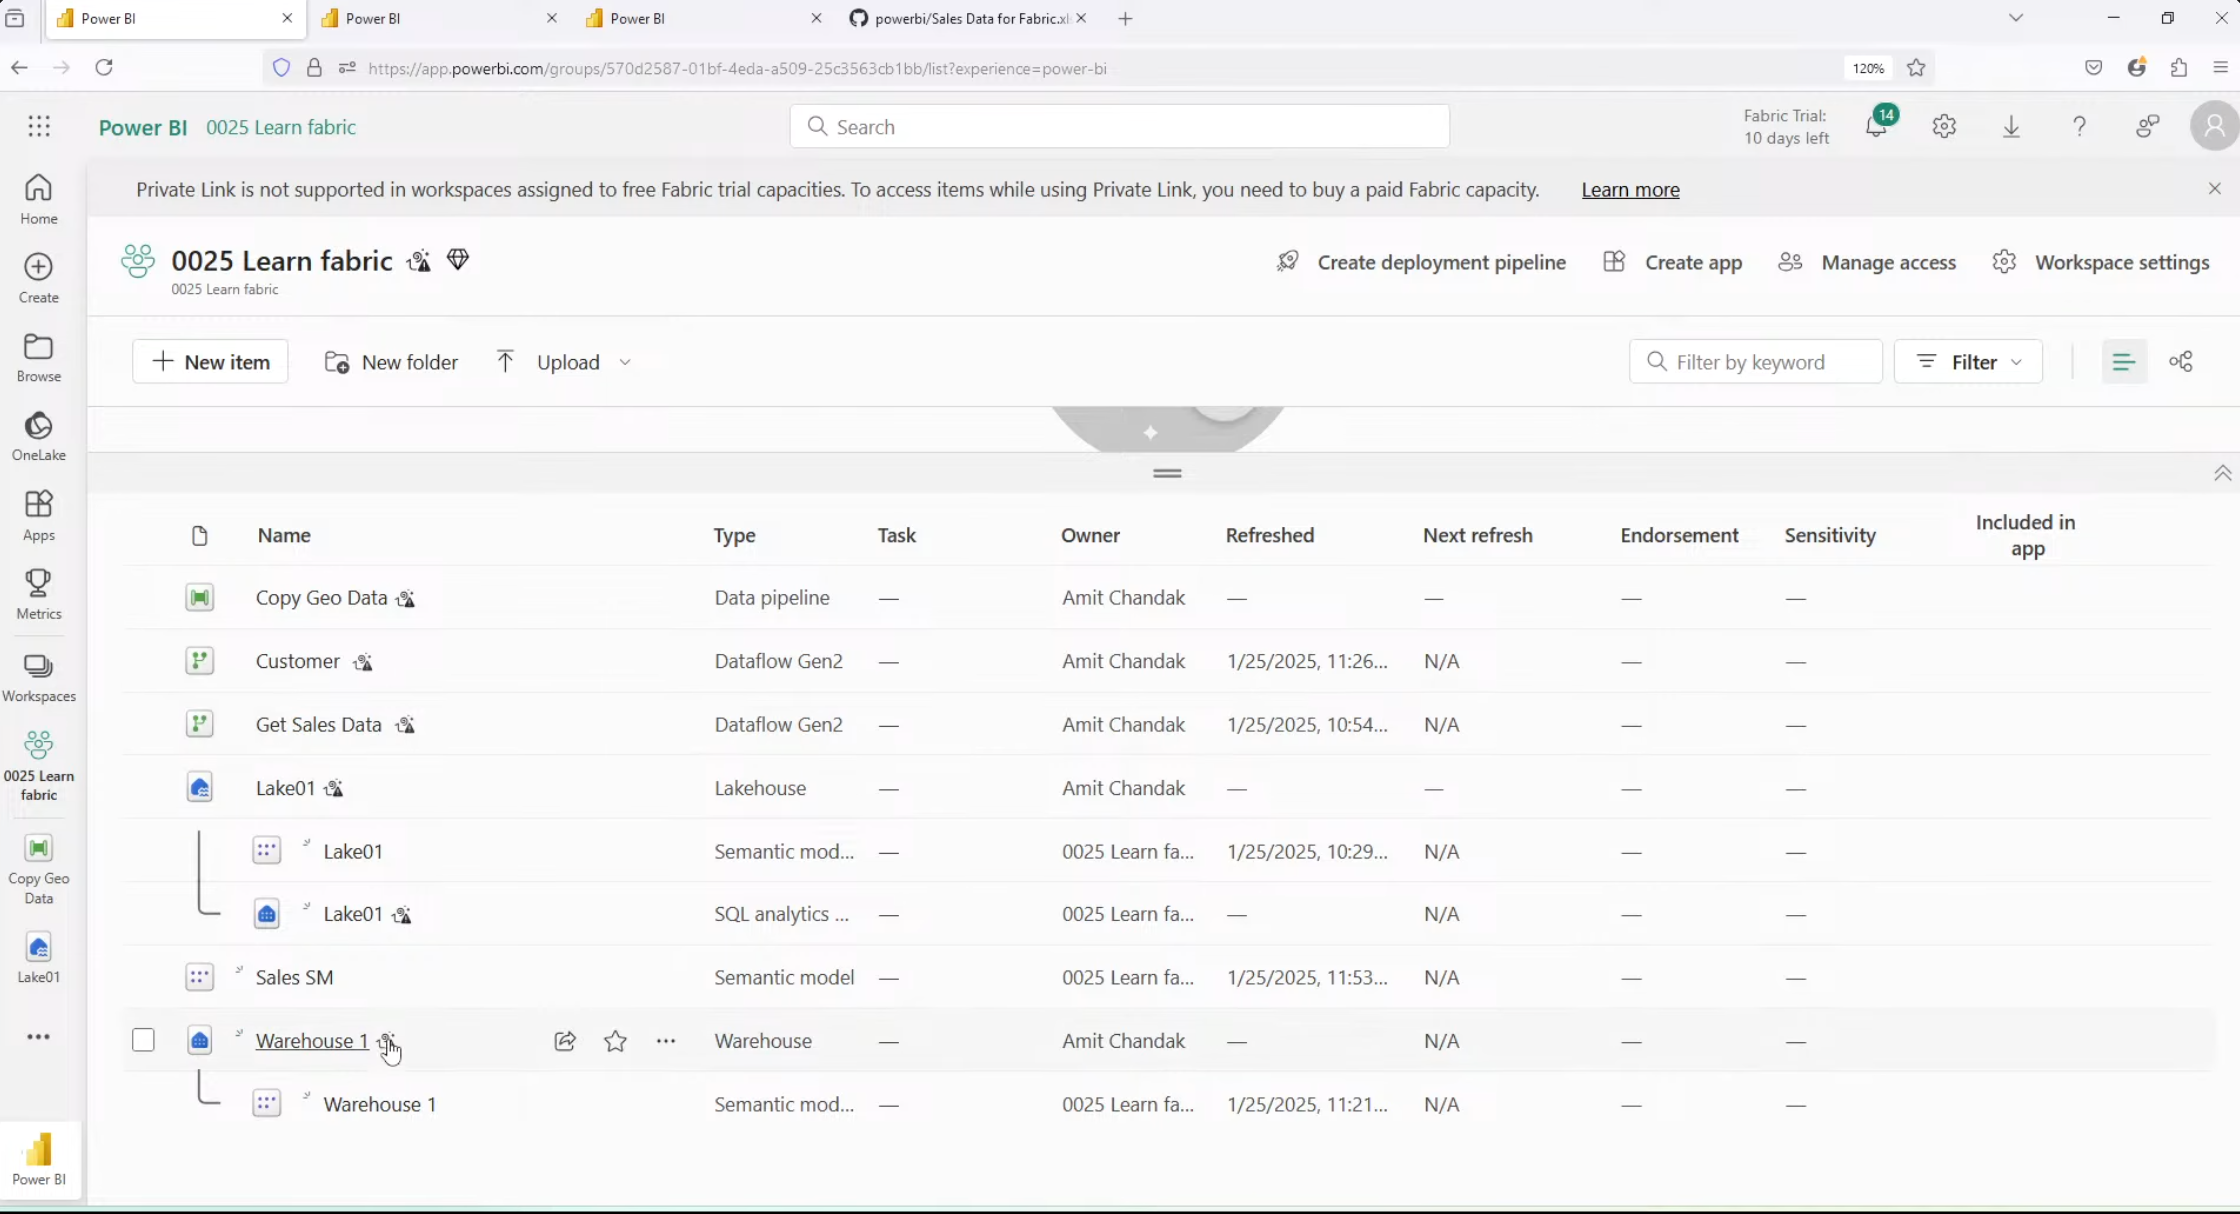 Power BI
Power BI
Power BI
powerbi/Sales Data for Fabric.xl
https://app.powerbi.com/groups/570d2587-01bf-4eda-a509-25c3563cb1bb/list?experience=power-bi
120%
Power BI 0025 Learn fabric
Search
Fabric Trial:
10 days left
14
Private Link is not supported in workspaces assigned to free Fabric trial capacities. To access items while using Private Link, you need to buy a paid Fabric capacity. Learn more
Home
Create
Browse
OneLake
Apps
Metrics
Workspaces
0025 Learn
fabric
Copy Geo
Data
Lake01
Power BI
0025 Learn fabric
0025 Learn fabric
Create deployment pipeline Create app Manage access Workspace settings
New item New folder Upload
Filter by keyword Filter
Name Type Task Owner Refreshed Next refresh Endorsement Sensitivity Included in
app
Copy Geo Data Data pipeline — Amit Chandak — — — —
Customer Dataflow Gen2 — Amit Chandak 1/25/2025, 11:26... N/A — —
Get Sales Data Dataflow Gen2 — Amit Chandak 1/25/2025, 10:54... N/A — —
Lake01 Lakehouse — Amit Chandak — — — —
Lake01 Semantic mod... — 0025 Learn fa... 1/25/2025, 10:29... N/A — —
Lake01 SQL analytics ... — 0025 Learn fa... — N/A — —
Sales SM Semantic model — 0025 Learn fa... 1/25/2025, 11:53... N/A — —
Warehouse 1 Warehouse — Amit Chandak — N/A — —
Warehouse 1 Semantic mod... — 0025 Learn fa... 1/25/2025, 11:21... N/A — —